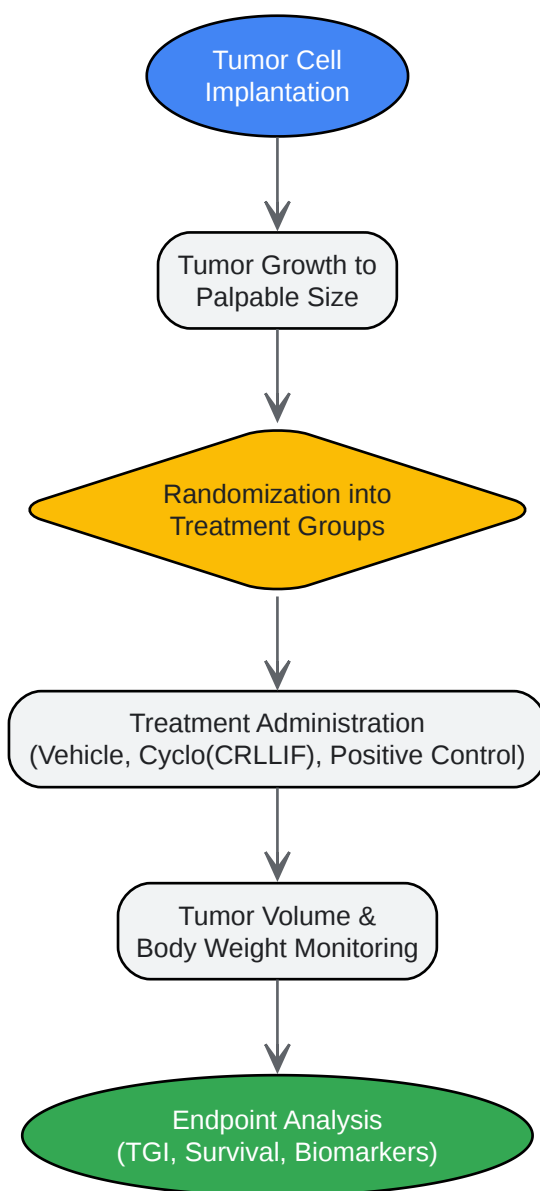 Tumor Cell
Implantation
Tumor Growth to
Palpable Size
Randomization into
Treatment Groups
Treatment Administration
(Vehicle, Cyclo(CRLLIF), Positive Control)
Tumor Volume &
Body Weight Monitoring
Endpoint Analysis
(TGI, Survival, Biomarkers)